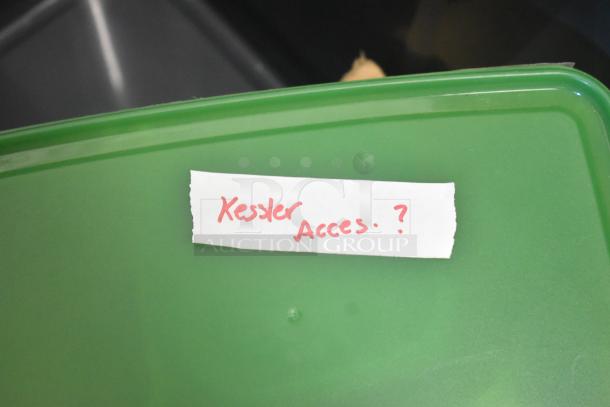 Kessler
Acces. ?
PCI
AUCTION GROUP